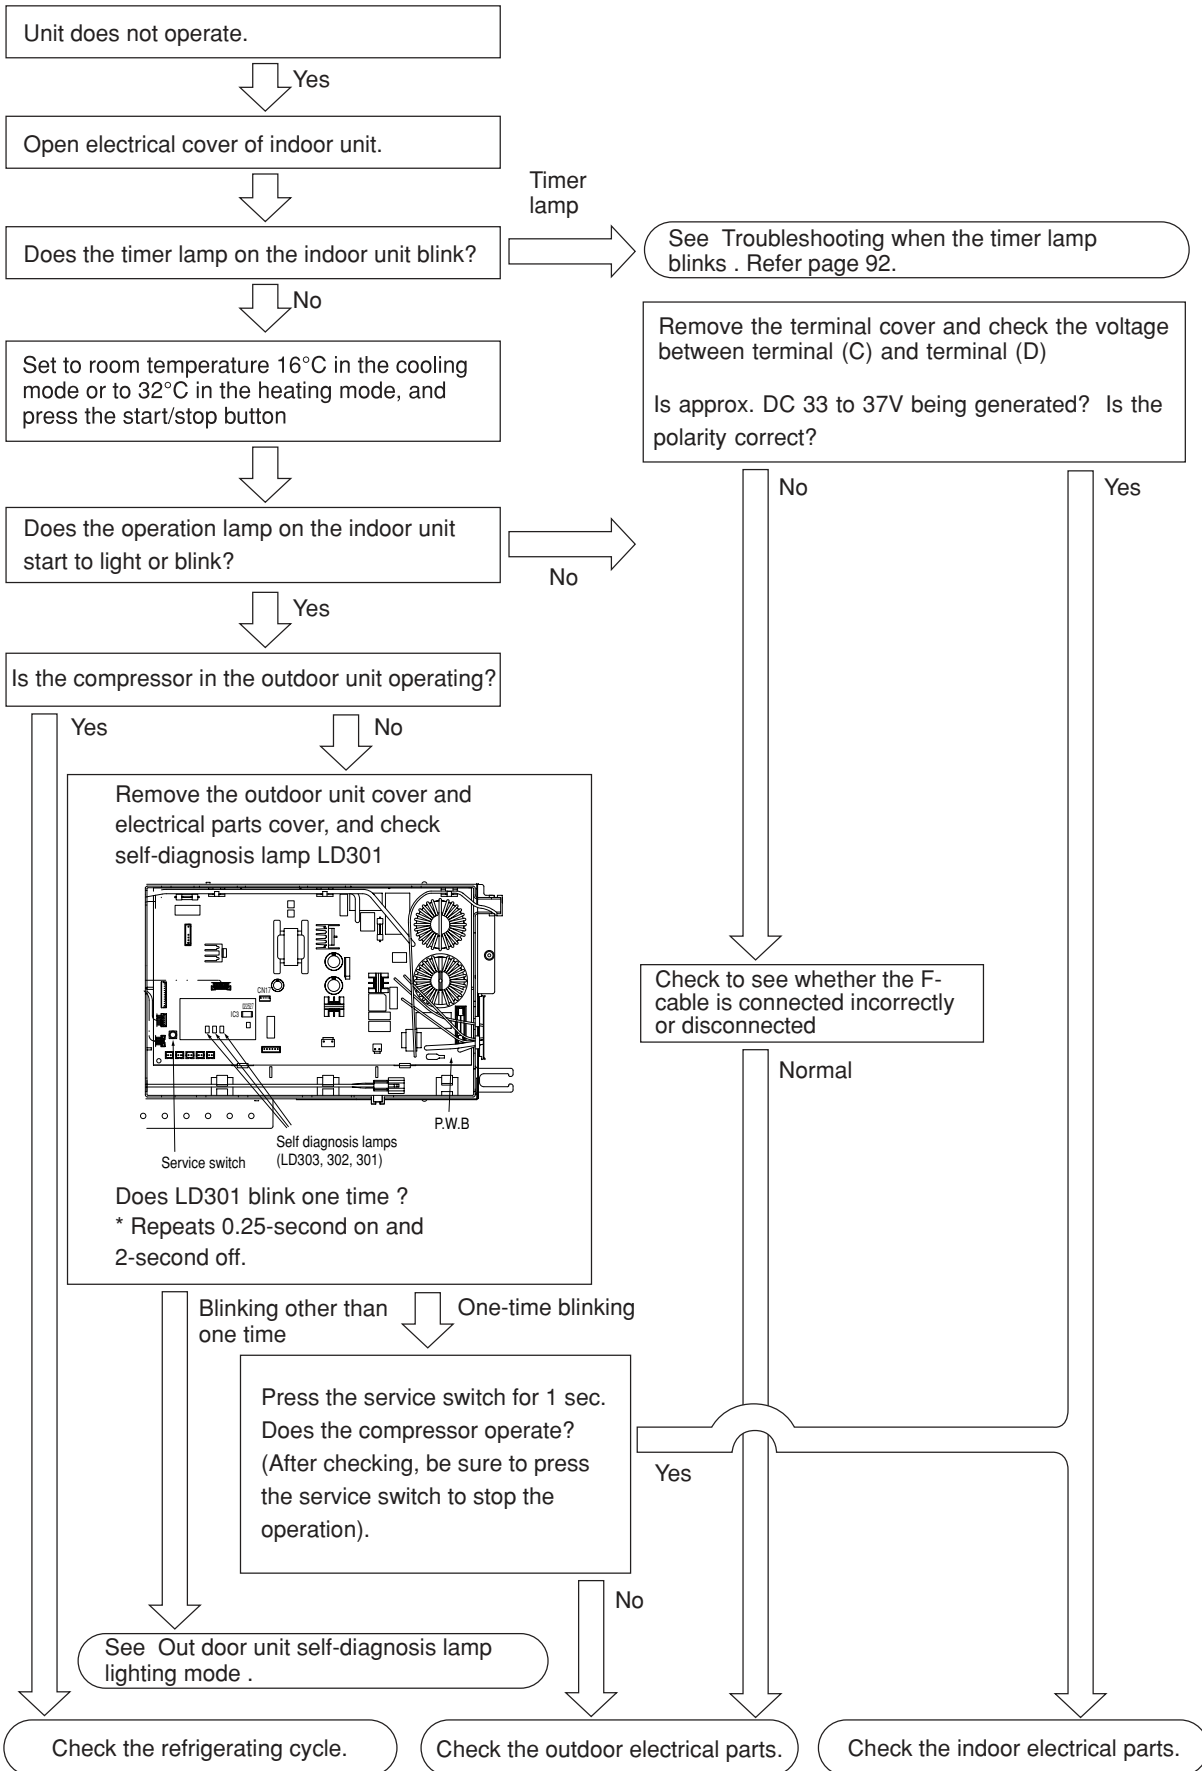 Unit does not operate.
Yes
Open electrical cover of indoor unit.
Timer
lamp
Does the timer lamp on the indoor unit blink?
See  Troubleshooting when the timer lamp
blinks . Refer page 92.
No
Set to room temperature 16°C in the cooling
mode or to 32°C in the heating mode, and
press the start/stop button
Remove the terminal cover and check the voltage
between terminal (C) and terminal (D)
Is approx. DC 33 to 37V being generated?  Is the
polarity correct?
No
Yes
Does the operation lamp on the indoor unit
start to light or blink?
No
Yes
Is the compressor in the outdoor unit operating?
Yes
No
Remove the outdoor unit cover and
electrical parts cover, and check
self-diagnosis lamp LD301
CN17
IC3
P.W.B
Self diagnosis lamps
(LD303, 302, 301)
Service switch
Does LD301 blink one time ?
* Repeats 0.25-second on and
2-second off.
Check to see whether the F-
cable is connected incorrectly
or disconnected
Normal
Blinking other than
one time
One-time blinking
Press the service switch for 1 sec.
Does the compressor operate?
(After checking, be sure to press
the service switch to stop the
operation).
Yes
No
See  Out door unit self-diagnosis lamp
lighting mode .
Check the refrigerating cycle.
Check the outdoor electrical parts.
Check the indoor electrical parts.